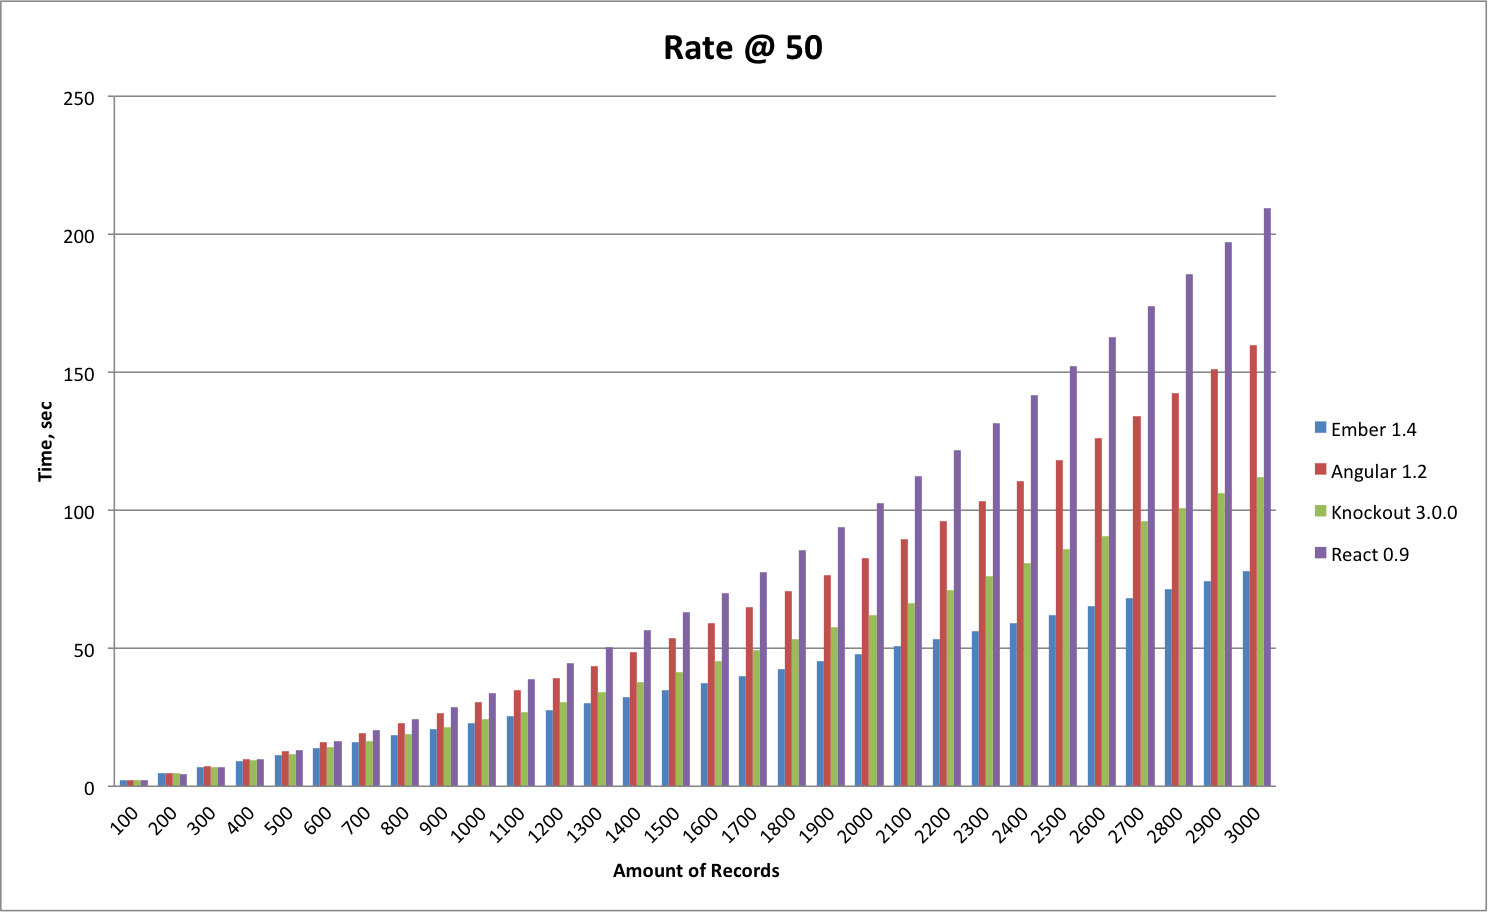 Rate @ 50
250
200
150
100
50
0
Time, sec
100 200 300 400 500 600 700 800 900 1000 1100 1200 1300 1400 1500 1600 1700 1800 1900 2000 2100 2200 2300 2400 2500 2600 2700 2800 2900 3000
Amount of Records
Ember 1.4
Angular 1.2
Knockout 3.0.0
React 0.9